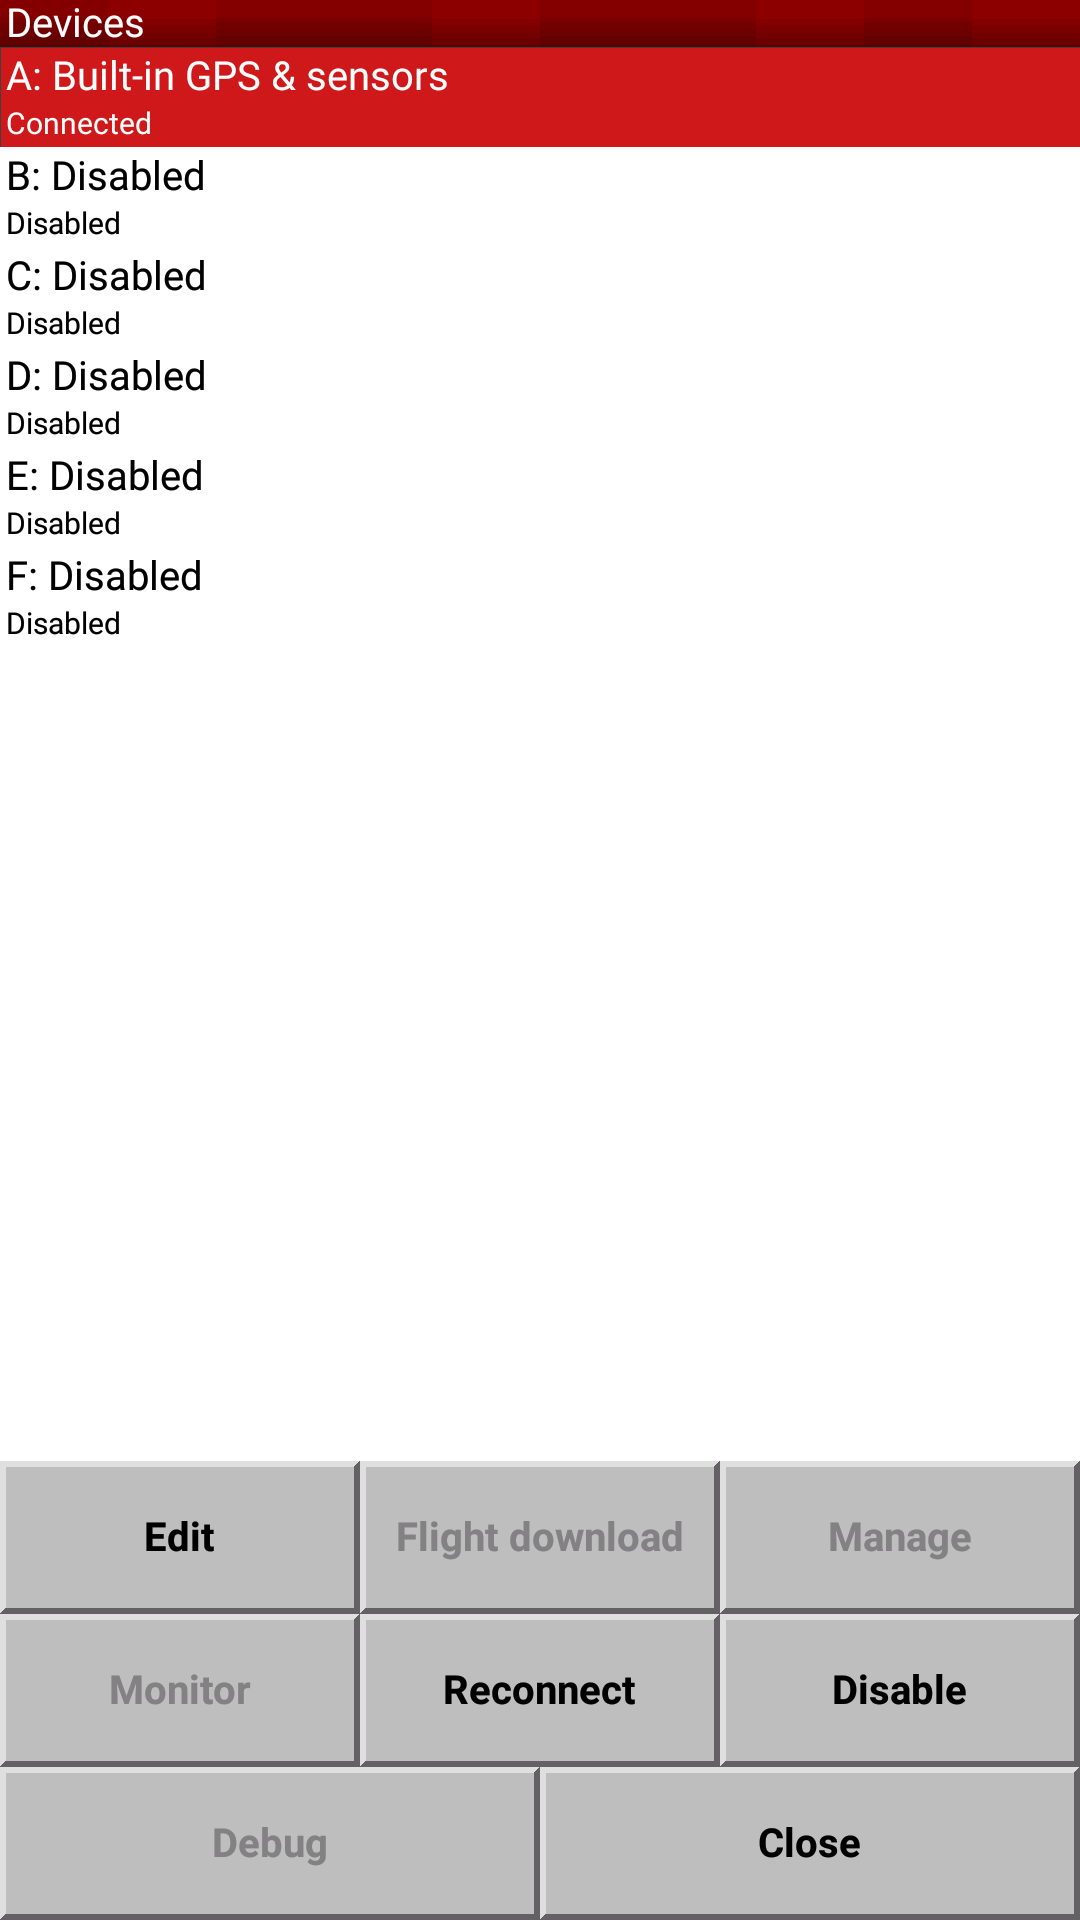 Devices
A: Built-in GPS & sensors
Connected
B: Disabled
Disabled
C: Disabled
Disabled
D: Disabled
Disabled
E: Disabled
Disabled
F: Disabled
Disabled
Edit
Flight download
Manage
Monitor
Reconnect
Disable
Debug
Close